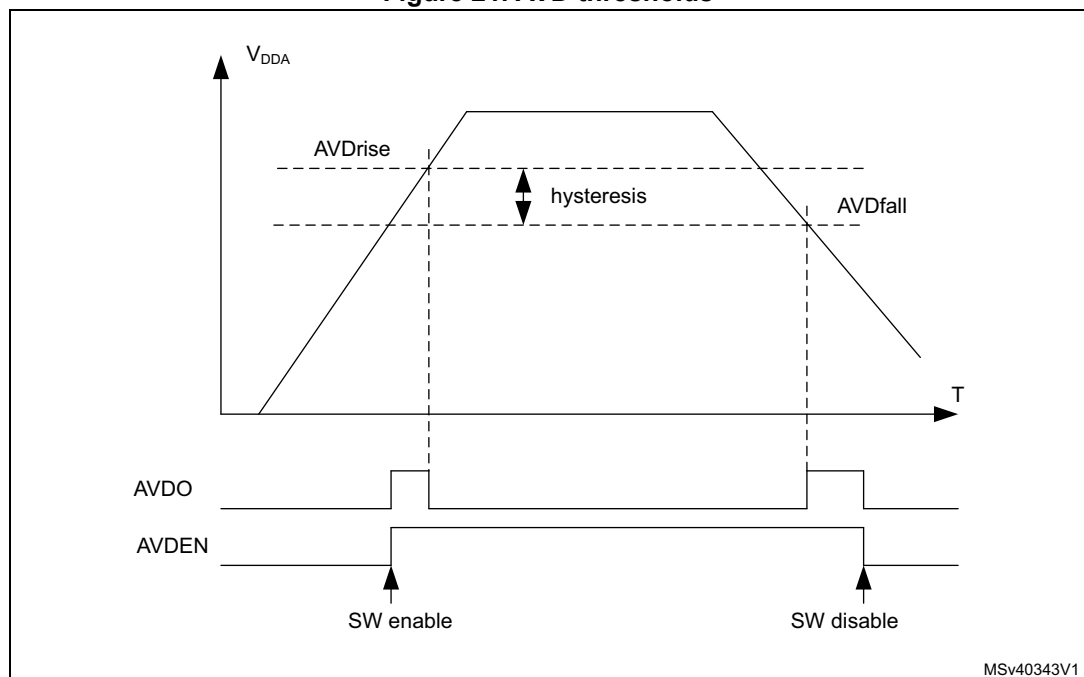 V_DDA
AVDrise
hysteresis
AVDfall
T
AVDO
AVDEN
SW enable
SW disable
MSv40343V1